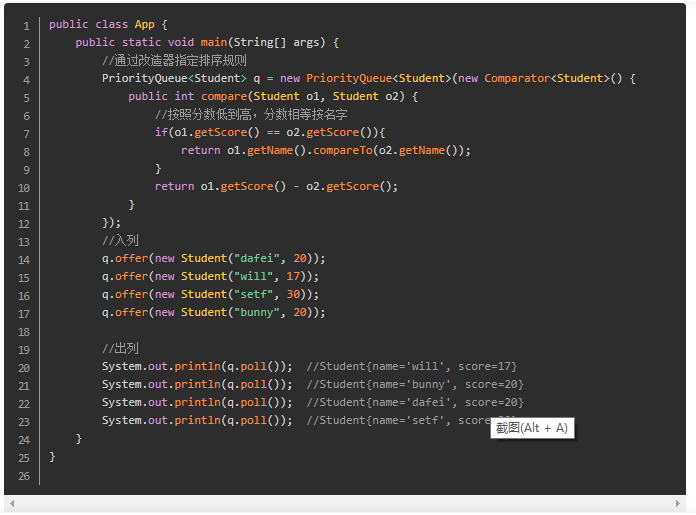 1 public class App {
2 public static void main(String[] args) {
3 //通过改造器指定排序规则
4 PriorityQueue<Student> q = new PriorityQueue<Student>(new Comparator<Student>() {
5 public int compare(Student o1, Student o2) {
6 //按照分数低到高，分数相等按名字
7 if(o1.getScore() == o2.getScore()){
8 return o1.getName().compareTo(o2.getName());
9 }
10 return o1.getScore() - o2.getScore();
11 }
12 });
13 //入列
14 q.offer(new Student("dafei", 20));
15 q.offer(new Student("will", 17));
16 q.offer(new Student("setf", 30));
17 q.offer(new Student("bunny", 20));
18
19 //出列
20 System.out.println(q.poll()); //Student{name='will', score=17}
21 System.out.println(q.poll()); //Student{name='bunny', score=20}
22 System.out.println(q.poll()); //Student{name='dafei', score=20}
23 System.out.println(q.poll()); //Student{name='setf', score
截图(Alt + A)
24 }
25 }
26